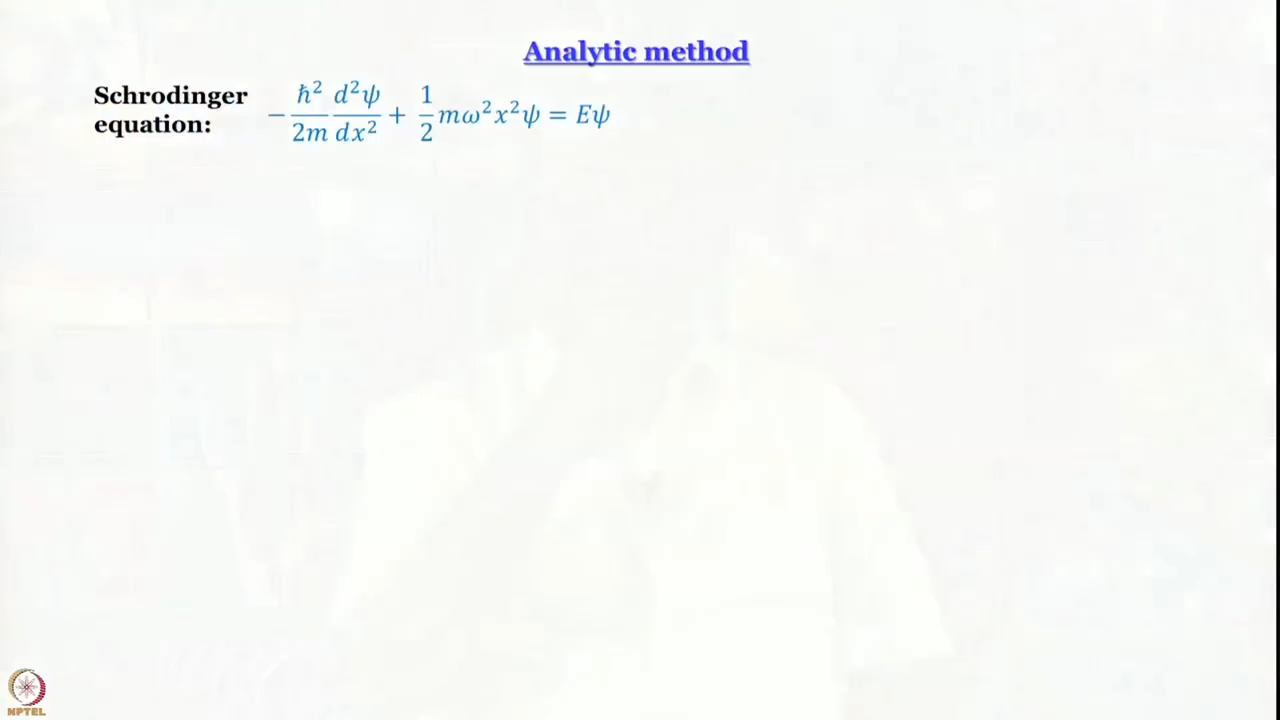 Analytic method
Schrodinger equation: −ħ²/2m d²ψ/dx² + 1/2 mω²x²ψ = Eψ
NPTEL